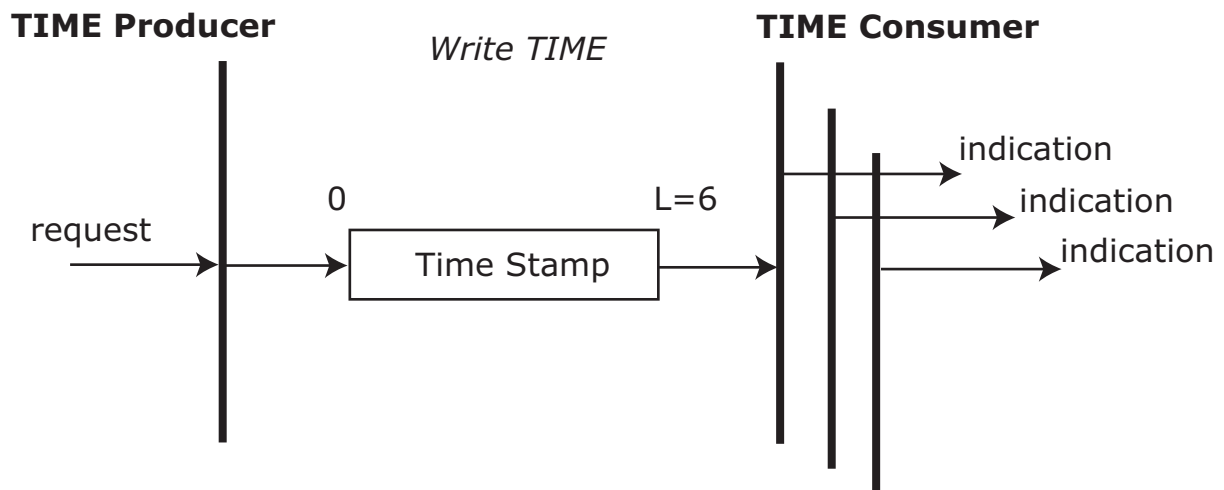 TIME Producer
Write TIME
TIME Consumer
indication
0
L=6
indication
request
Time Stamp
indication